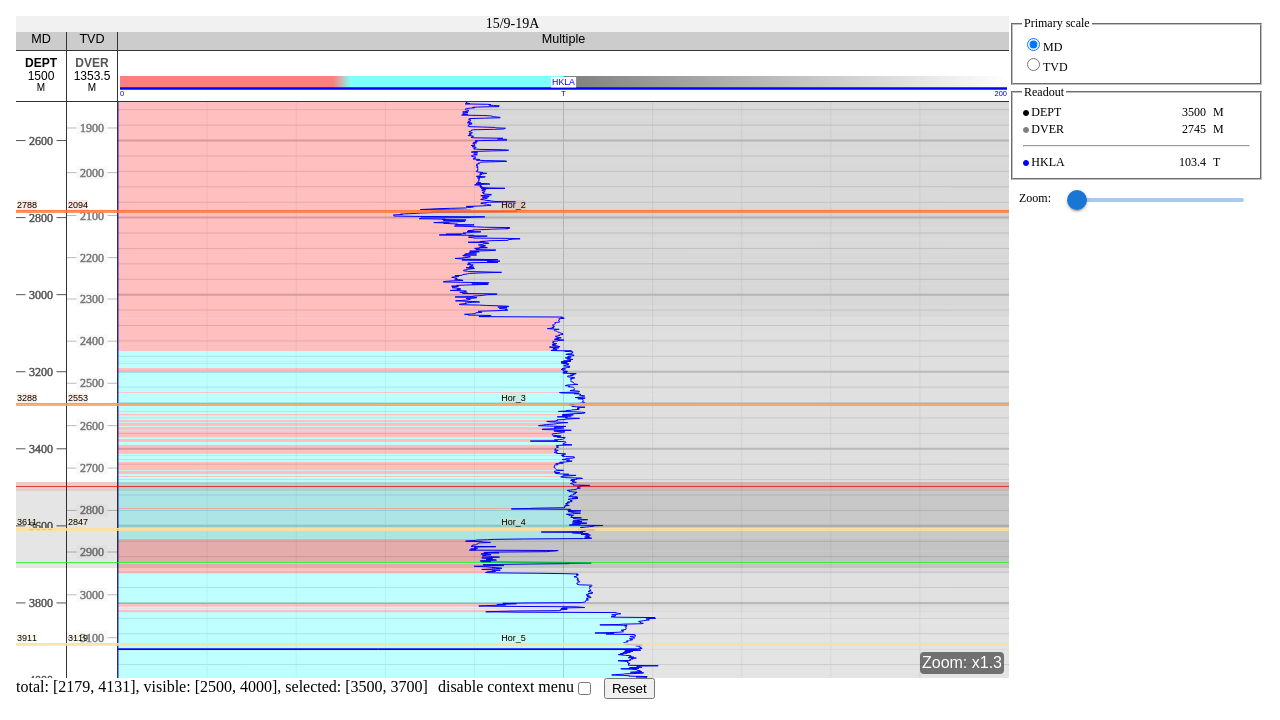 15/9-19A
MD TVD Multiple
DEPT DVER
1500 1353.5
M M
HKLA
0 T 200
1900
2600
2000
2788 2094 Hor_2
2800 2100
2200
3000 2300
2400
3200
2500
3288 2553 Hor_3
2600
3400
2700
2800
3611 2847 Hor_4
3600
2900
3800 3000
3911 Hor_5
3100
Zoom: x1.3
total: [2179, 4131], visible: [2500, 4000], selected: [3500, 3700] disable context menu Reset
Primary scale
MD
TVD
Readout
DEPT 3500 M
DVER 2745 M
HKLA 103.4 T
Zoom: